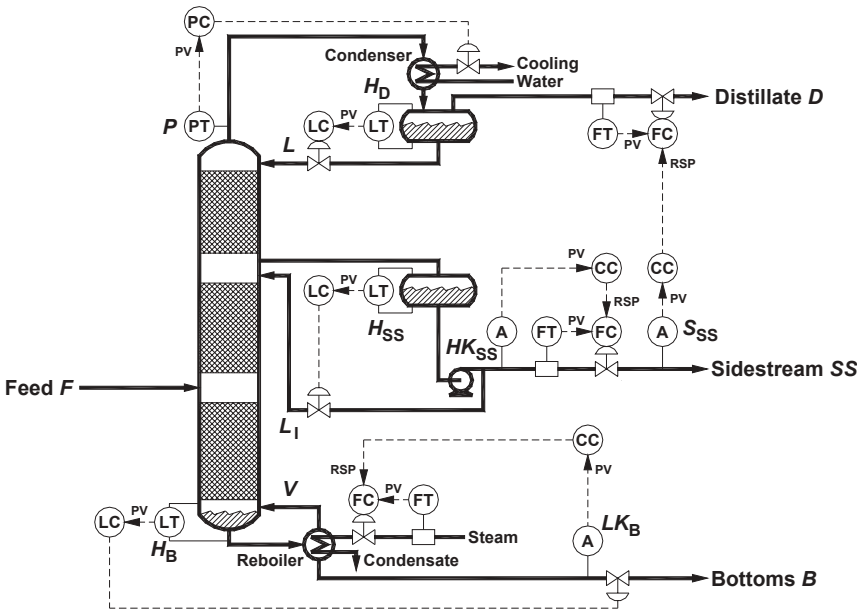 PC
PV
Condenser
Cooling
Water
H_D
Distillate D
P
PT
LC
PV
LT
FT
PV
FC
L
RSP
PV
CC
CC
LC
PV
LT
RSP
PV
H_SS
HK_SS
A
FT
PV
FC
A
S_SS
Sidestream SS
Feed F
L_I
CC
RSP
PV
PV
V
FC
FT
LK_B
PV
LC
LT
Steam
A
H_B
Reboiler
Condensate
Bottoms B